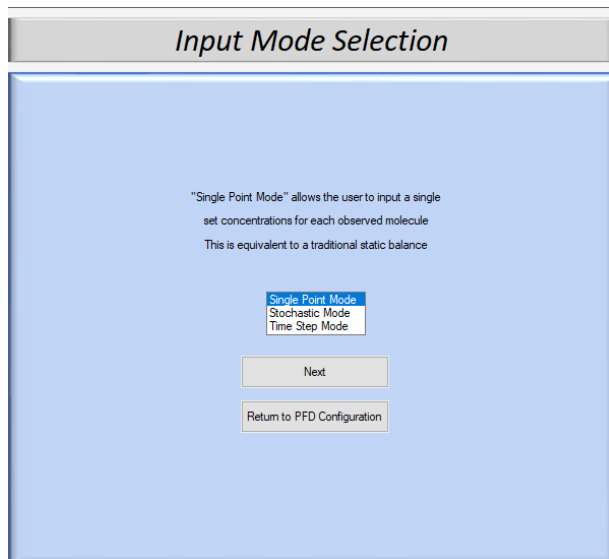 Input Mode Selection
"Single Point Mode" allows the user to input a single
set concentrations for each observed molecule
This is equivalent to a traditional static balance
Single Point Mode
Stochastic Mode
Time Step Mode
Next
Return to PFD Configuration